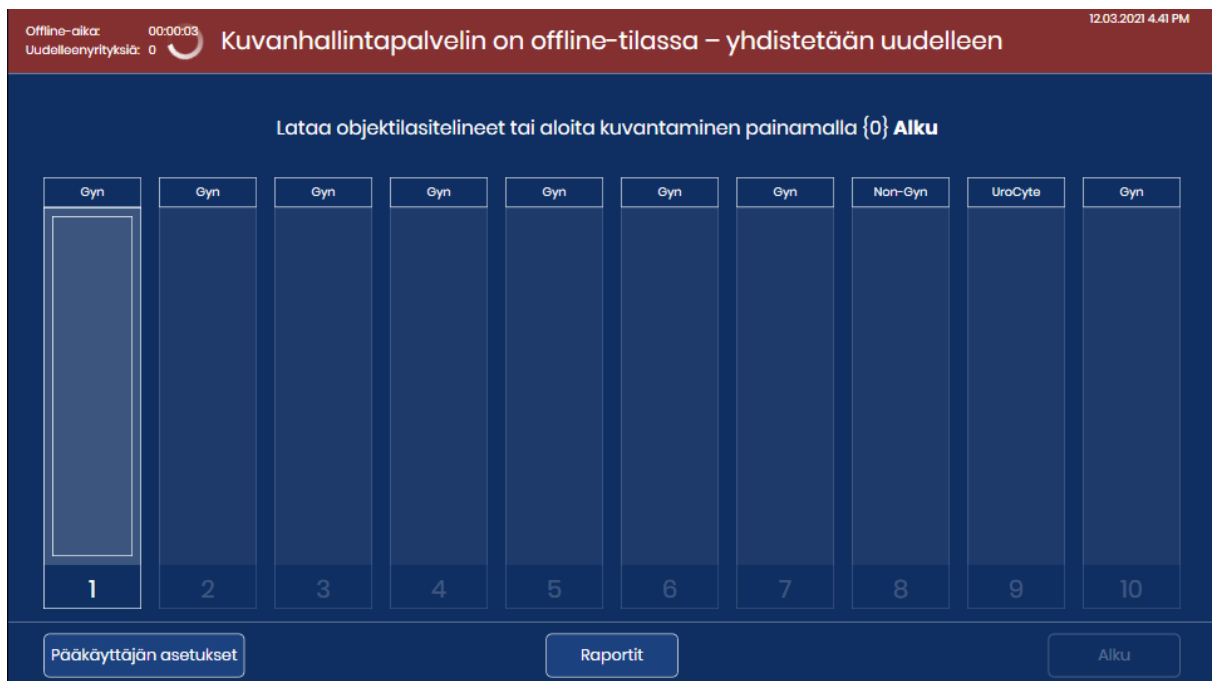 Offline-aika: 00:00:03
Uudelleenyrityksiä: 0
Kuvanhallintapalvelin on offline-tilassa – yhdistetään uudelleen
12.03.2021 4.41 PM
Lataa objektilasitelineet tai aloita kuvantaminen painamalla {0} Alku
Gyn Gyn Gyn Gyn Gyn Gyn Gyn Non-Gyn UroCyte Gyn
1 2 3 4 5 6 7 8 9 10
Pääkäyttäjän asetukset Raportit Alku